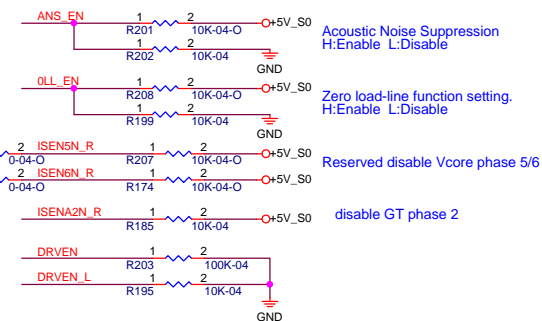 ANS_EN 1 2 +5V_S0
R201 10K-04-O
Acoustic Noise Suppression
H:Enable L:Disable
1 2
R202 10K-04
GND
0LL_EN 1 2 +5V_S0
R208 10K-04-O
Zero load-line function setting.
H:Enable L:Disable
1 2
R199 10K-04
GND
2 ISEN5N_R 1 2 +5V_S0
0-04-O R207 10K-04-O
Reserved disable Vcore phase 5/6
2 ISEN6N_R 1 2 +5V_S0
0-04-O R174 10K-04-O
ISENA2N_R 1 2 +5V_S0
R185 10K-04
disable GT phase 2
DRVEN 1 2
R203 100K-04
DRVEN_L 1 2
R195 10K-04
GND